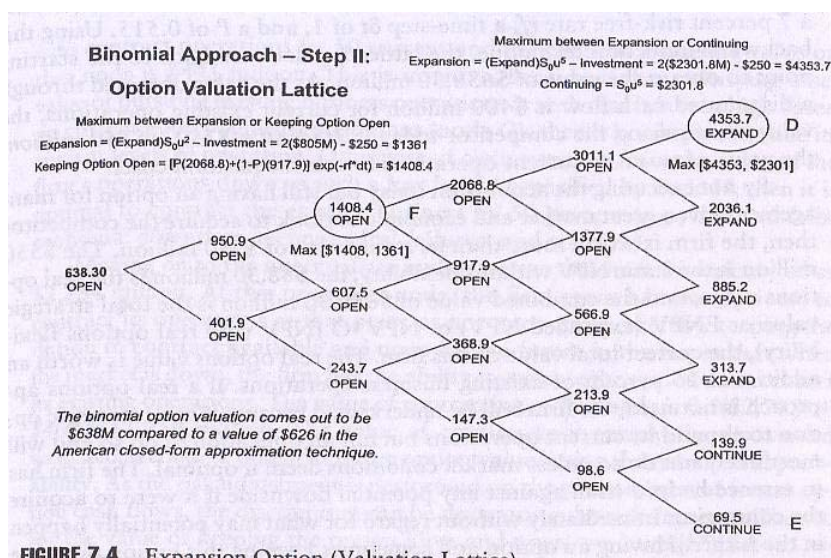 Binomial Approach – Step II:
Option Valuation Lattice
Maximum between Expansion or Continuing
Expansion = (Expand)S₀u⁵ – Investment = 2($2301.8M) - $250 = $4353.7
Continuing = S₀u⁵ = $2301.8
Maximum between Expansion or Keeping Option Open
Expansion = (Expand)S₀u² – Investment = 2($805M) - $250 = $1361
Keeping Option Open = [P(2068.8)+(1-P)(917.9)] exp(-rf*dt) = $1408.4
4353.7
EXPAND
D
3011.1
OPEN
Max [$4353, $2301]
2068.8
OPEN
2036.1
EXPAND
1408.4
OPEN
F
1377.9
OPEN
950.9
OPEN
Max [$1408, 1361]
917.9
OPEN
885.2
EXPAND
638.30
OPEN
607.5
OPEN
566.9
OPEN
401.9
OPEN
368.9
OPEN
313.7
EXPAND
243.7
OPEN
213.9
OPEN
147.3
OPEN
139.9
CONTINUE
98.6
OPEN
69.5
CONTINUE
E
The binomial option valuation comes out to be
$638M compared to a value of $626 in the
American closed-form approximation technique.
FIGURE 7.4 Expansion Option (Valuation Lattice)